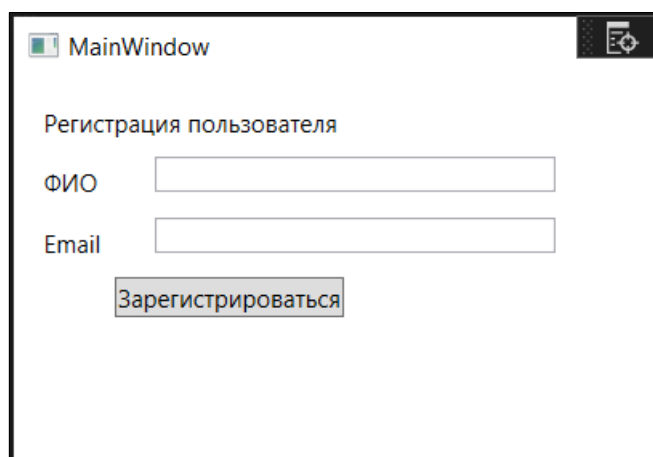 MainWindow
Регистрация пользователя
ФИО
Email
Зарегистрироваться